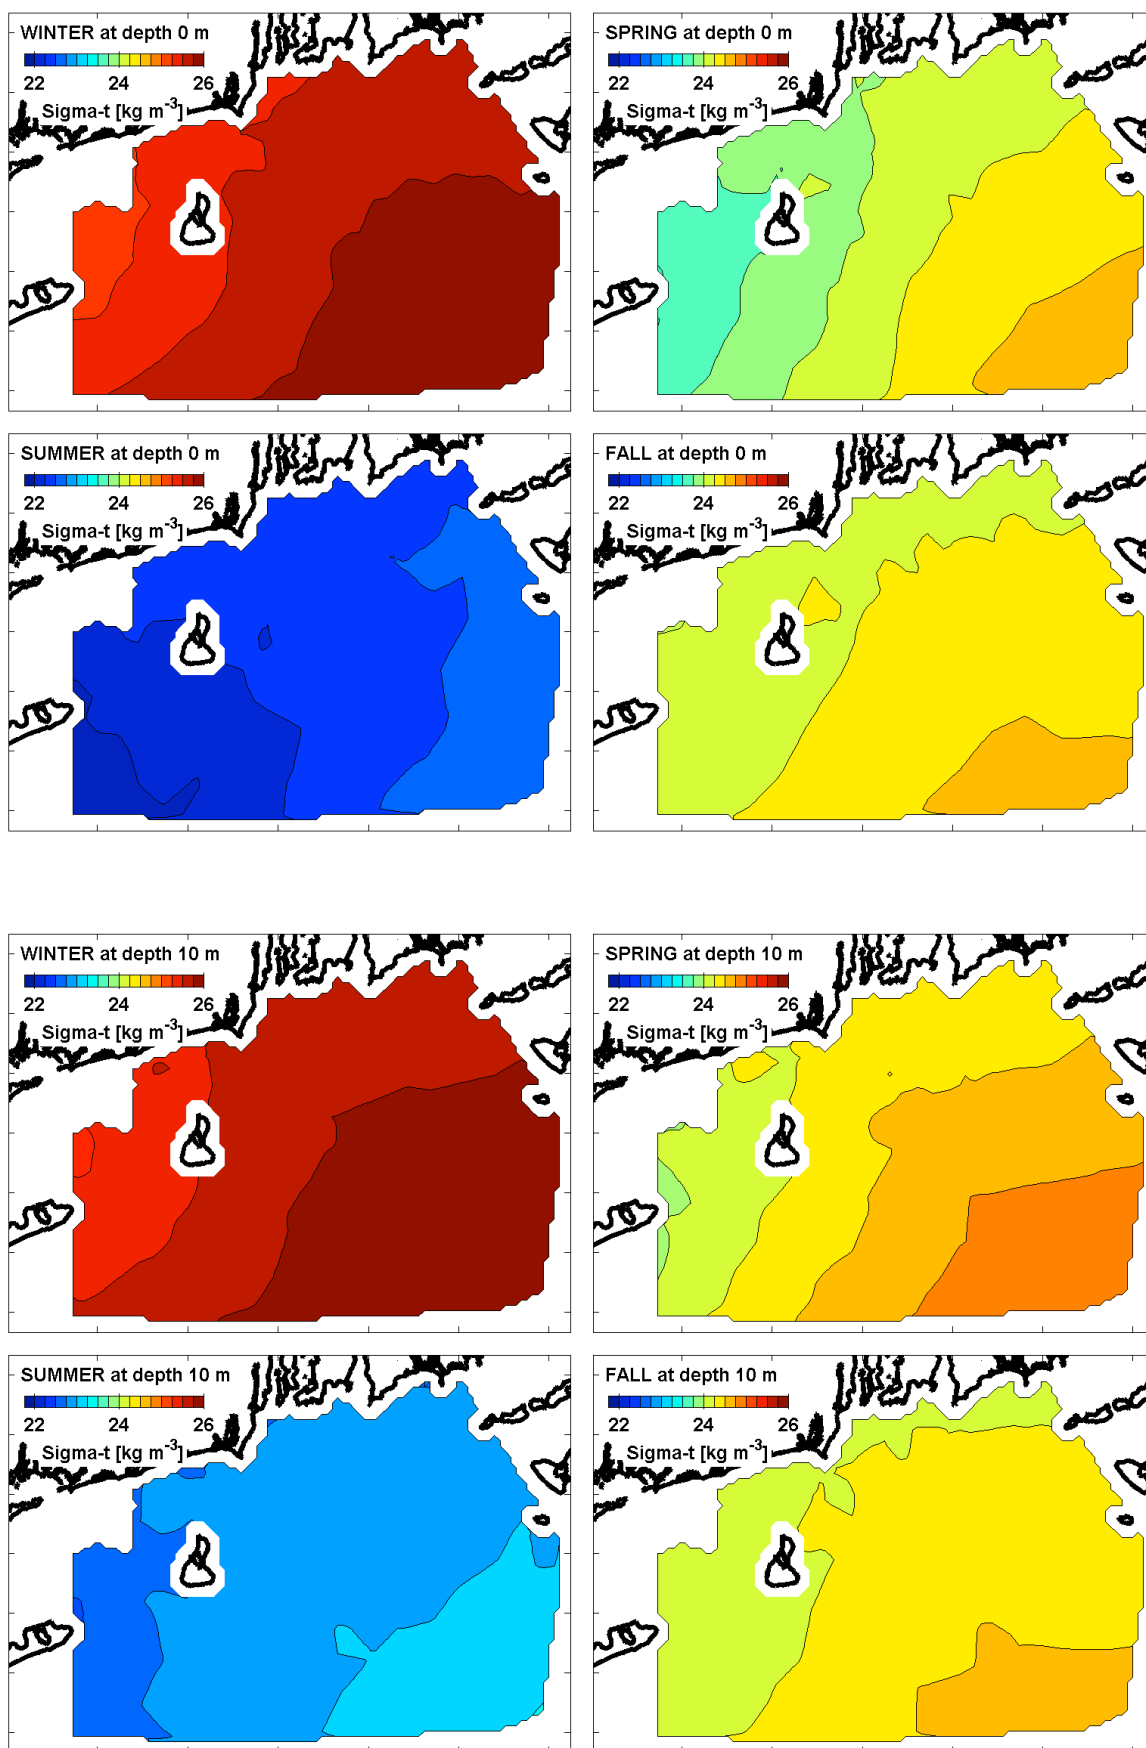 WINTER at depth 0 m
22 24 26
Sigma-t [kg m-3]
SPRING at depth 0 m
22 24 26
Sigma-t [kg m-3]
SUMMER at depth 0 m
22 24 26
Sigma-t [kg m-3]
FALL at depth 0 m
22 24 26
Sigma-t [kg m-3]
WINTER at depth 10 m
22 24 26
Sigma-t [kg m-3]
SPRING at depth 10 m
22 24 26
Sigma-t [kg m-3]
SUMMER at depth 10 m
22 24 26
Sigma-t [kg m-3]
FALL at depth 10 m
22 24 26
Sigma-t [kg m-3]